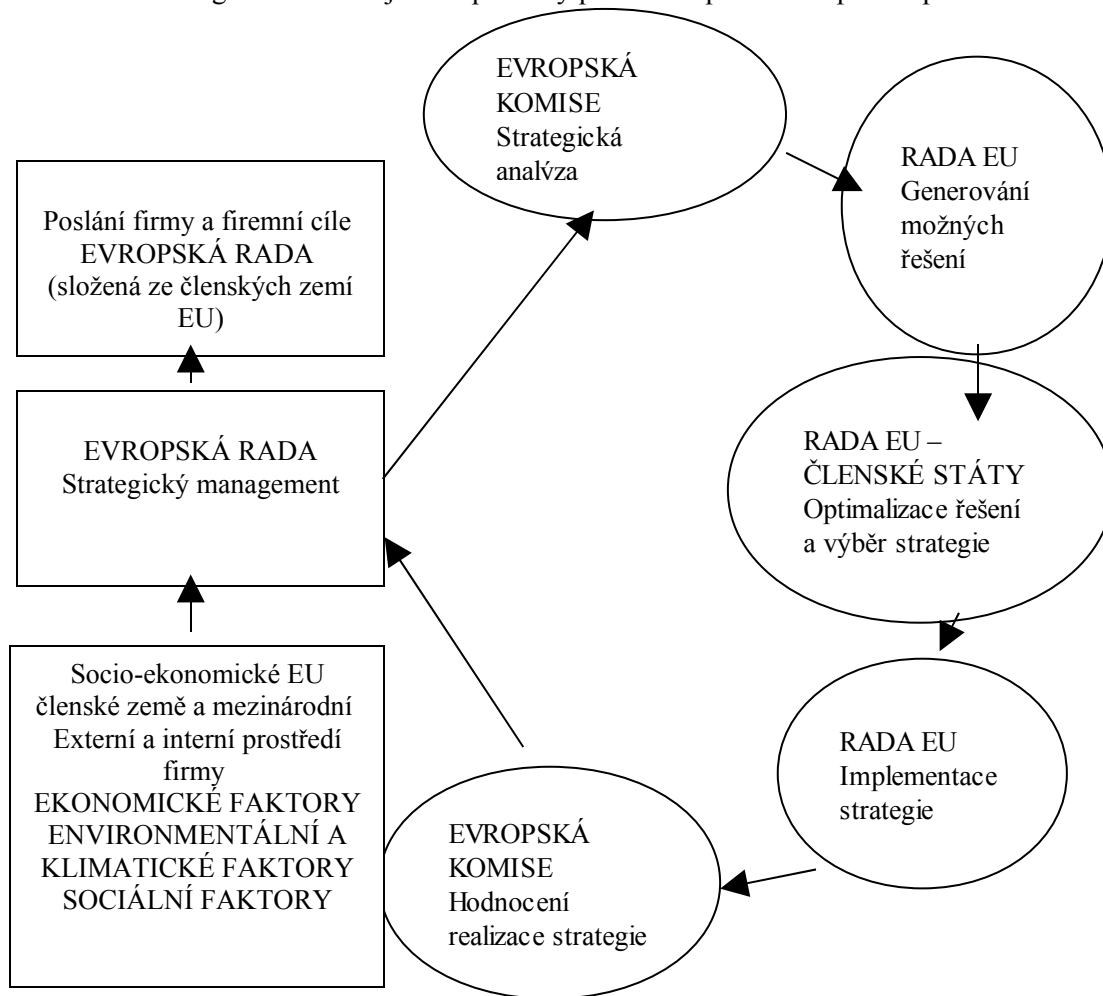 EVROPSKÁ
KOMISE
Strategická
analýza
RADA EU
Generování
možných
řešení
Poslání firmy a firemní cíle
EVROPSKÁ RADA
(složená ze členských zemí
EU)
EVROPSKÁ RADA
Strategický management
RADA EU –
ČLENSKÉ STÁTY
Optimalizace řešení
a výběr strategie
Socio-ekonomické EU
členské země a mezinárodní
Externí a interní prostředí
firmy
EKONOMICKÉ FAKTORY
ENVIRONMENTÁLNÍ A
KLIMATICKÉ FAKTORY
SOCIÁLNÍ FAKTORY
RADA EU
Implementace
strategie
EVROPSKÁ
KOMISE
Hodnocení
realizace strategie